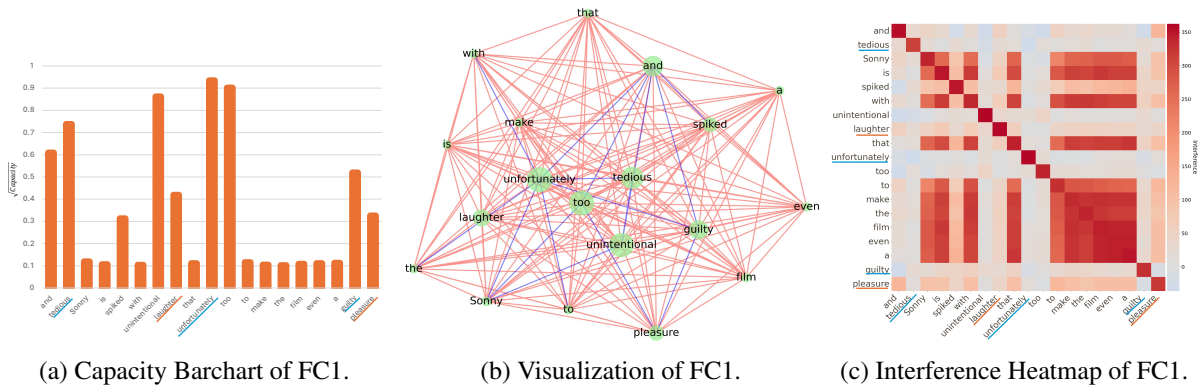 √Capacity
1
0.9
0.8
0.7
0.6
0.5
0.4
0.3
0.2
0.1
0
and
tedious
Sonny
is
spiked
with
unintentional
laughter
that
unfortunately
too
to
make
the
film
even
a
guilty
pleasure
(a) Capacity Barchart of FC1.
that
with
and
a
make
spiked
is
unfortunately
tedious
too
even
laughter
guilty
unintentional
the
film
Sonny
to
pleasure
(b) Visualization of FC1.
and
tedious
Sonny
is
spiked
with
unintentional
laughter
that
unfortunately
too
to
make
the
film
even
a
guilty
pleasure
and
tedious
Sonny
is
spiked
with
unintentional
laughter
that
unfortunately
too
to
make
the
film
even
a
guilty
pleasure
350
300
250
200
150
100
50
0
Interference
(c) Interference Heatmap of FC1.